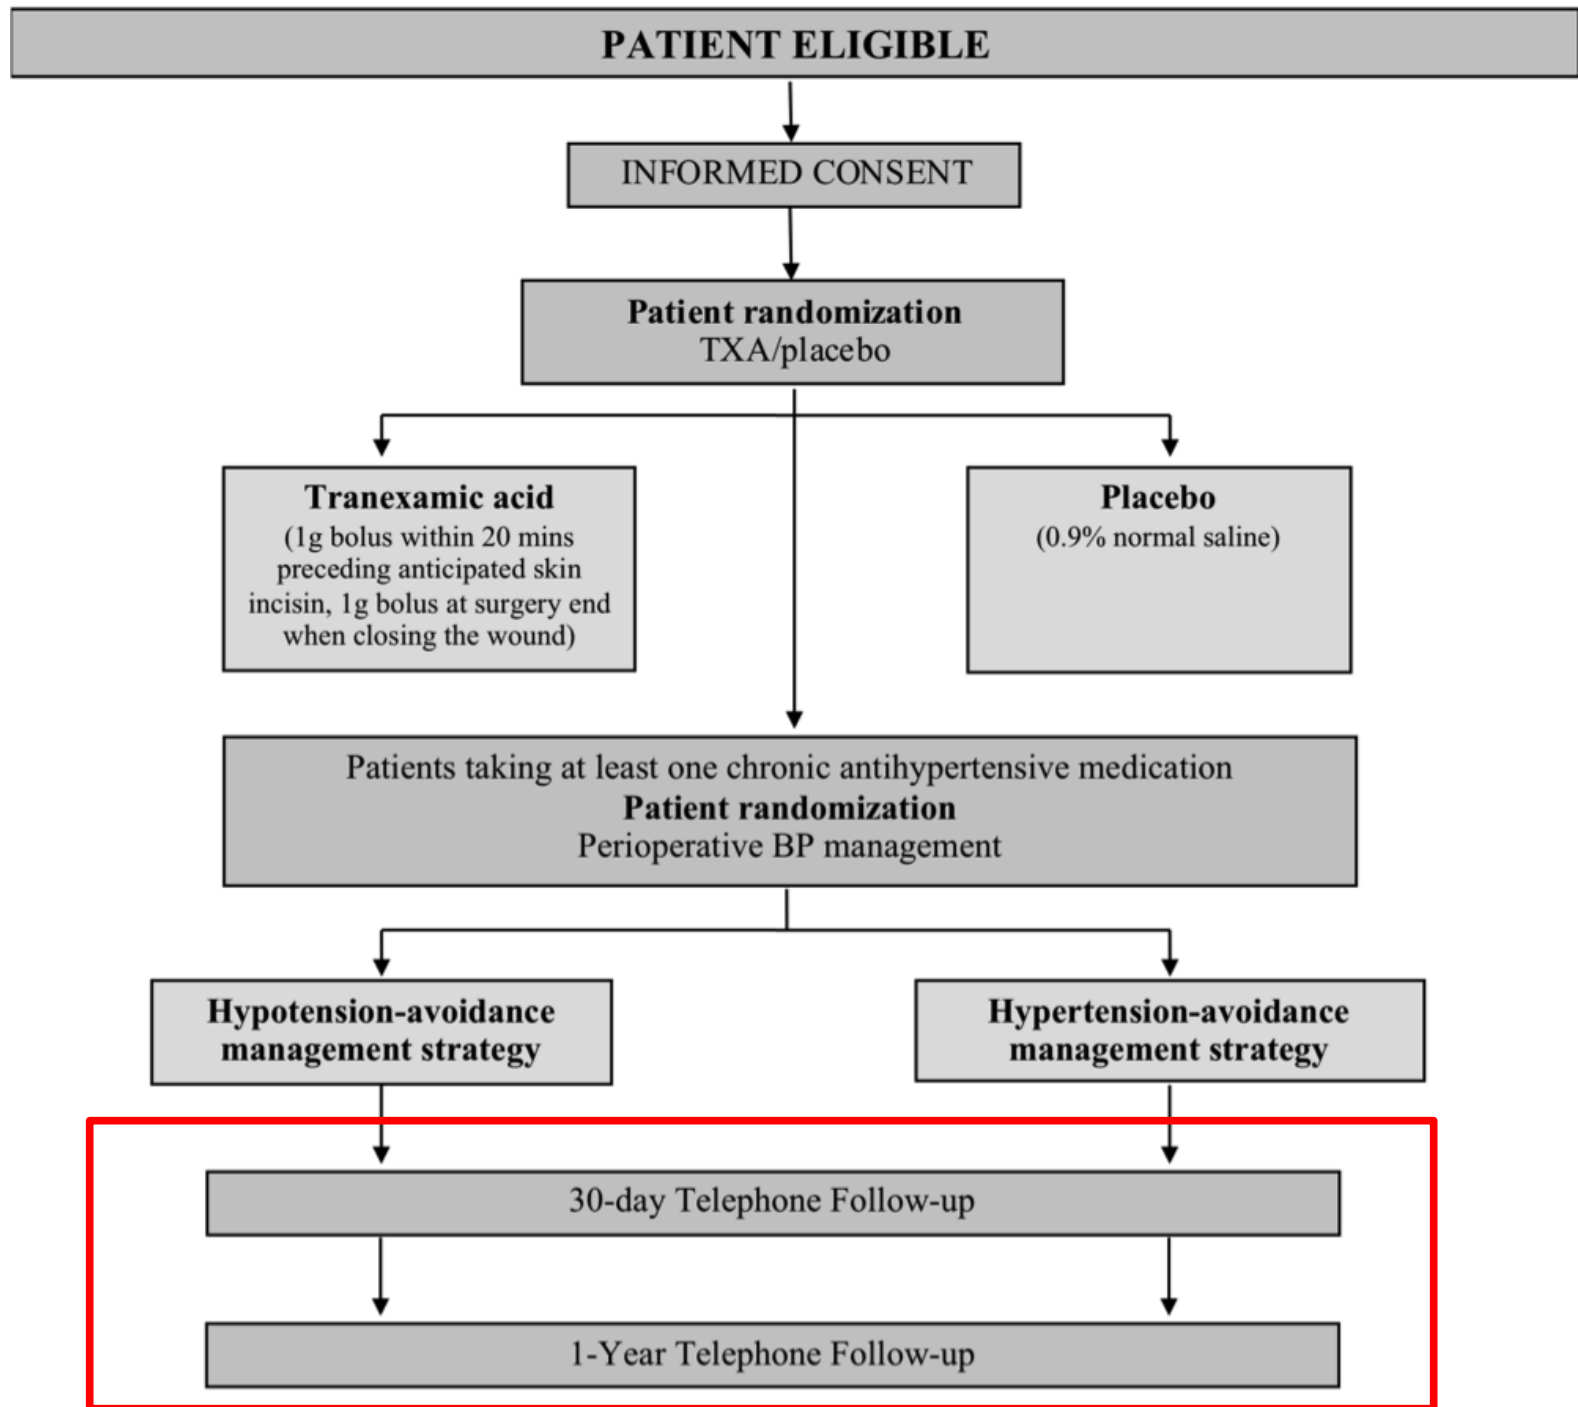 PATIENT ELIGIBLE
INFORMED CONSENT
Patient randomization
TXA/placebo
Tranexamic acid
(1g bolus within 20 mins
preceding anticipated skin
incisin, 1g bolus at surgery end
when closing the wound)
Placebo
(0.9% normal saline)
Patients taking at least one chronic antihypertensive medication
Patient randomization
Perioperative BP management
Hypotension-avoidance
management strategy
Hypertension-avoidance
management strategy
30-day Telephone Follow-up
1-Year Telephone Follow-up